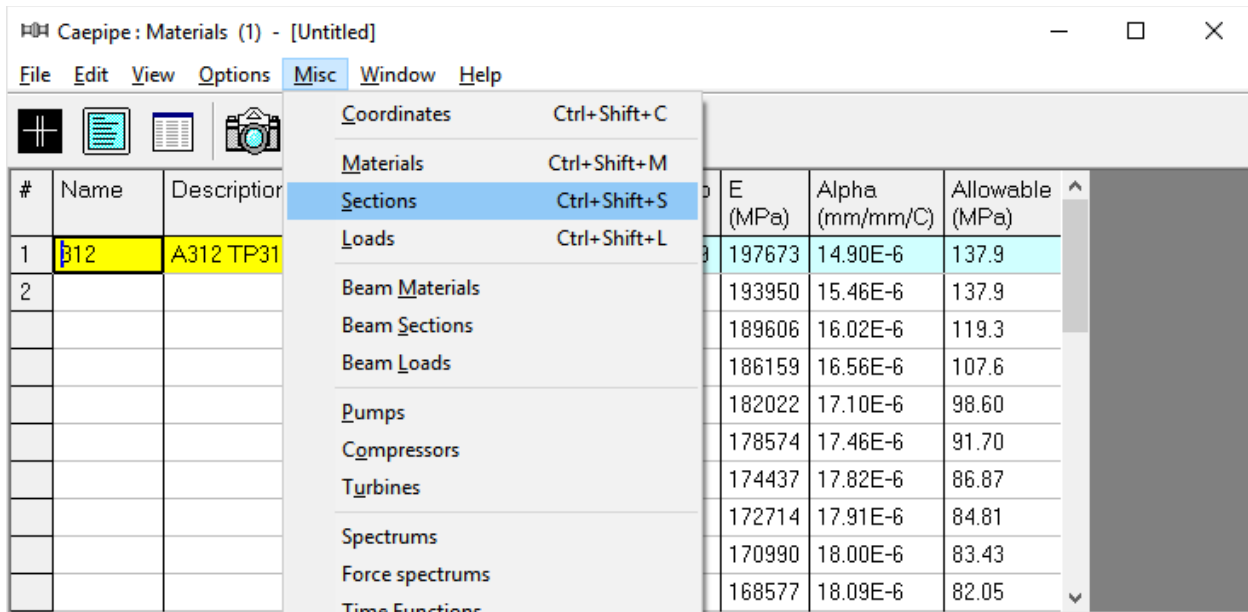 Caepipe : Materials (1) - [Untitled]
File Edit View Options Misc Window Help
Coordinates Ctrl+Shift+C
Materials Ctrl+Shift+M
Sections Ctrl+Shift+S
Loads Ctrl+Shift+L
Beam Materials
Beam Sections
Beam Loads
Pumps
Compressors
Turbines
Spectrums
Force spectrums
Time Functions
# Name Description E (MPa) Alpha (mm/mm/C) Allowable (MPa)
1 312 A312 TP31 197673 14.90E-6 137.9
2 193950 15.46E-6 137.9
189606 16.02E-6 119.3
186159 16.56E-6 107.6
182022 17.10E-6 98.60
178574 17.46E-6 91.70
174437 17.82E-6 86.87
172714 17.91E-6 84.81
170990 18.00E-6 83.43
168577 18.09E-6 82.05